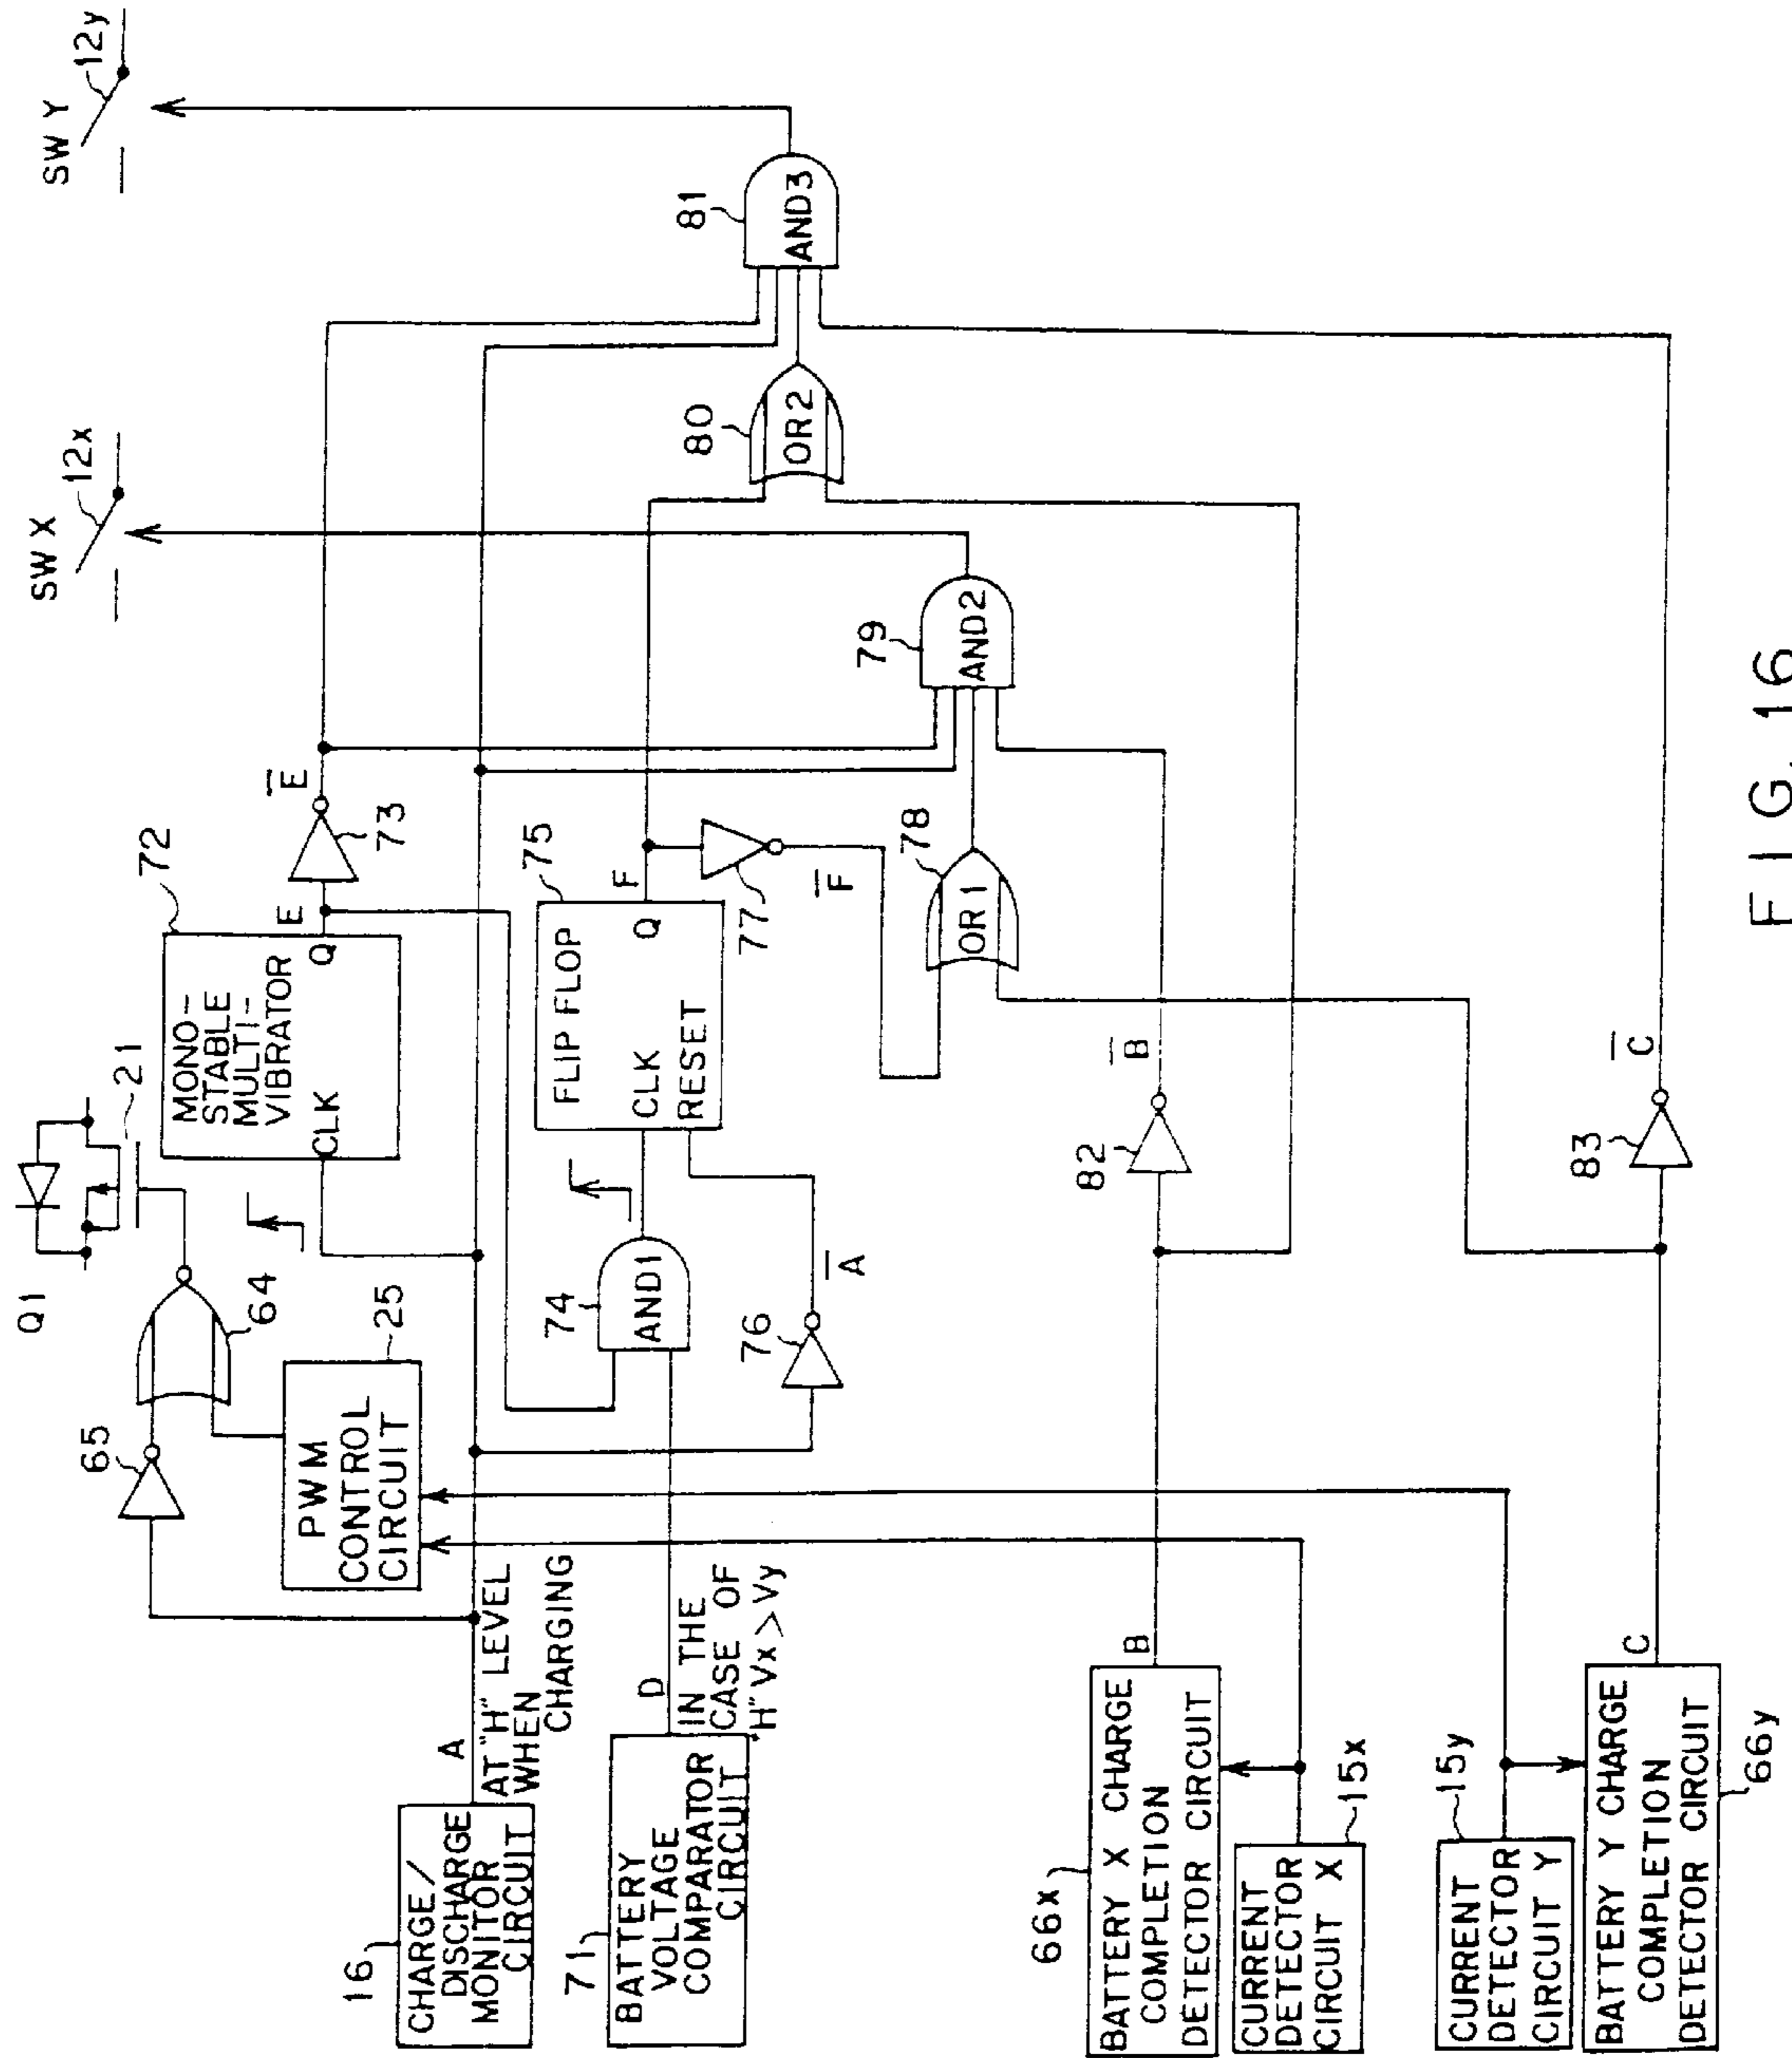 Q1
21
SW X
12x
SW Y
12y
65
64
MONO-
STABLE
MULTI-
VIBRATOR
CLK
Q
72
E
E̅
73
PWM
CONTROL
CIRCUIT
25
16
CHARGE/
DISCHARGE
MONITOR
CIRCUIT
A
AT "H" LEVEL
WHEN
CHARGING
71
BATTERY
VOLTAGE
COMPARATOR
CIRCUIT
D
IN THE
CASE OF
"H" Vx > Vy
74
AND1
76
A̅
FLIP FLOP
CLK
RESET
Q
75
F
77
F̅
78
OR 1
79
AND2
80
OR2
81
AND3
66x
BATTERY X CHARGE
COMPLETION
DETECTOR CIRCUIT
B
82
B̅
CURRENT
DETECTOR
CIRCUIT X
15x
CURRENT
DETECTOR
CIRCUIT Y
15y
BATTERY Y CHARGE
COMPLETION
DETECTOR CIRCUIT
66y
C
83
C̅
FIG. 16